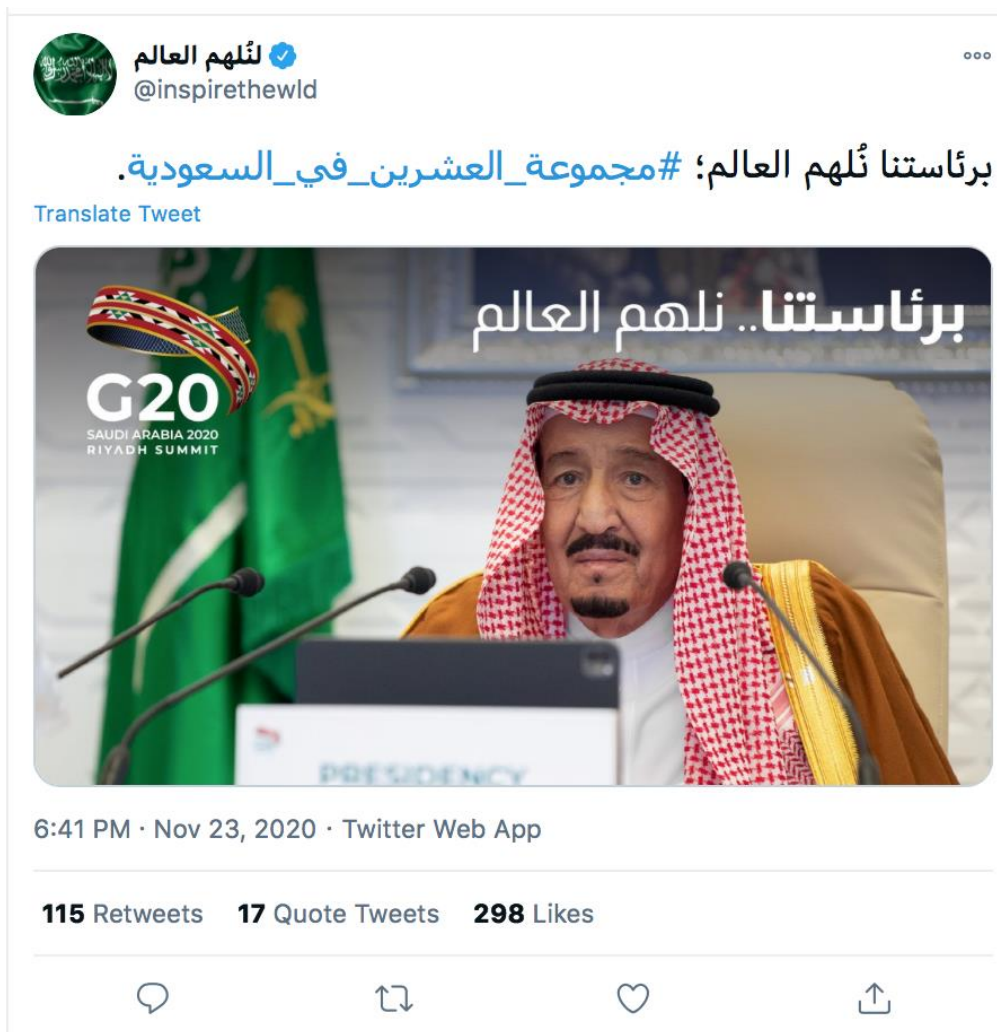 لنُلهم العالم
@inspirethewld
برئاستنا نُلهم العالم؛ #مجموعة_العشرين_في_السعودية.
Translate Tweet
برئاستنا.. نلهم العالم
G20
SAUDI ARABIA 2020
RIYADH SUMMIT
PRESIDENCY
6:41 PM · Nov 23, 2020 · Twitter Web App
115 Retweets 17 Quote Tweets 298 Likes